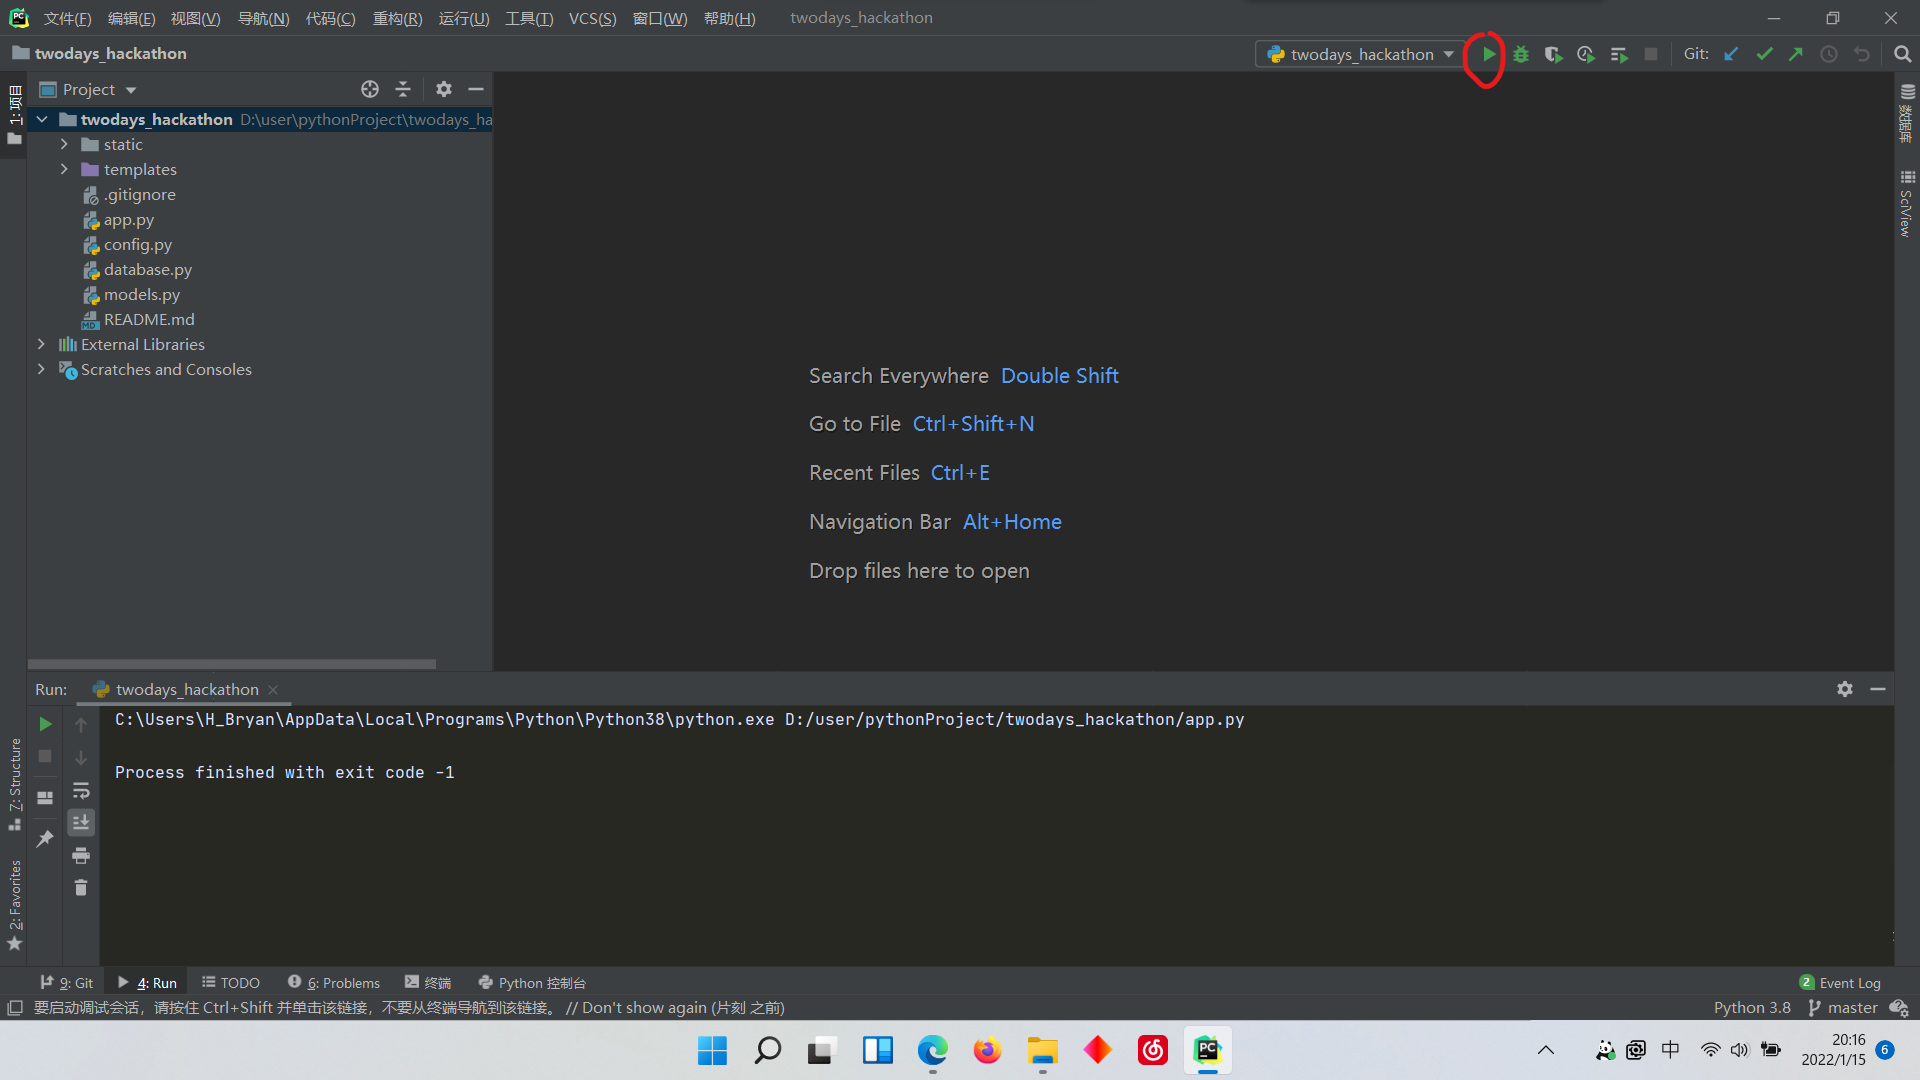 文件(F) 编辑(E) 视图(V) 导航(N) 代码(C) 重构(R) 运行(U) 工具(T) VCS(S) 窗口(W) 帮助(H) twodays_hackathon
twodays_hackathon
twodays_hackathon
Git:
1: 项目
Project
twodays_hackathon D:\user\pythonProject\twodays_ha
static
templates
.gitignore
app.py
config.py
database.py
models.py
README.md
External Libraries
Scratches and Consoles
Search Everywhere Double Shift
Go to File Ctrl+Shift+N
Recent Files Ctrl+E
Navigation Bar Alt+Home
Drop files here to open
数据库
SciView
Run: twodays_hackathon
C:\Users\H_Bryan\AppData\Local\Programs\Python\Python38\python.exe D:/user/pythonProject/twodays_hackathon/app.py
Process finished with exit code -1
7: Structure
2: Favorites
9: Git 4: Run TODO 6: Problems 终端 Python 控制台 2 Event Log
要启动调试会话，请按住 Ctrl+Shift 并单击该链接，不要从终端导航到该链接。 // Don't show again (片刻 之前) Python 3.8 master
中
20:16
2022/1/15
6